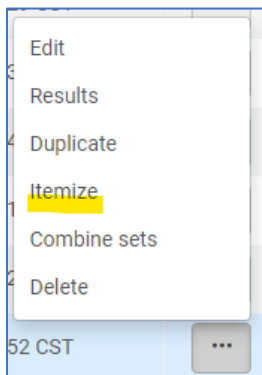 Edit
Results
Duplicate
Itemize
Combine sets
Delete
52 CST